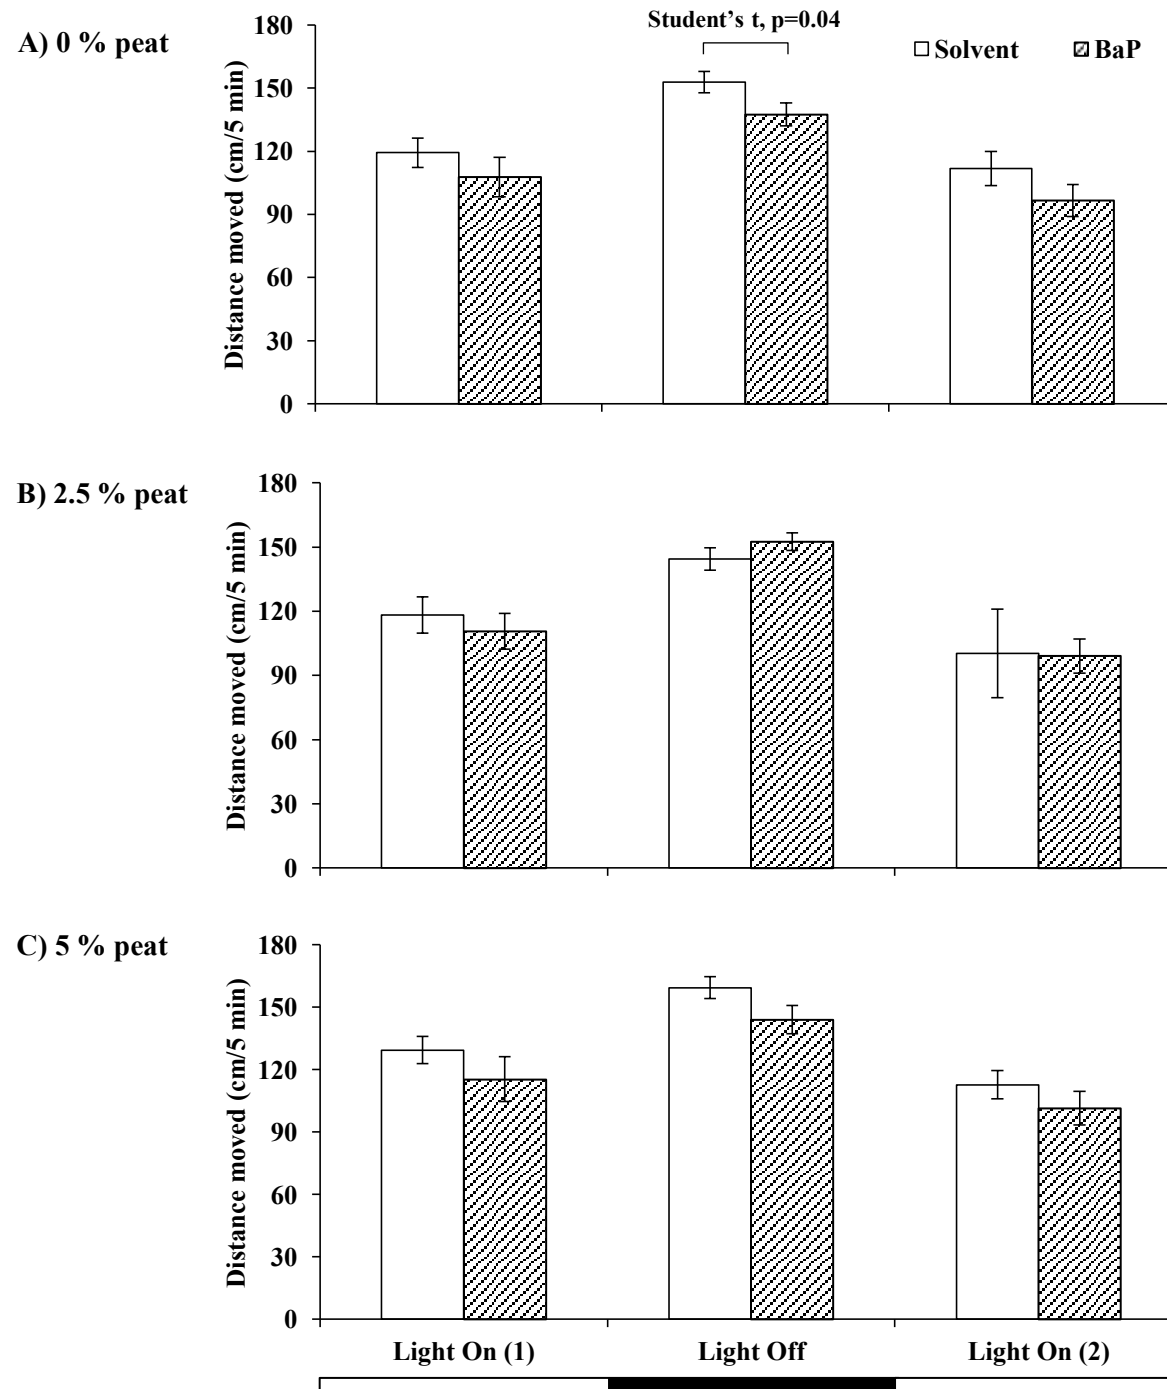 Student’s t, p=0.04
A) 0 % peat
Solvent
BaP
Distance moved (cm/5 min)
180
150
120
90
60
30
0
B) 2.5 % peat
Distance moved (cm/5 min)
180
150
120
90
60
30
0
C) 5 % peat
Distance moved (cm/5 min)
180
150
120
90
60
30
0
Light On (1)
Light Off
Light On (2)